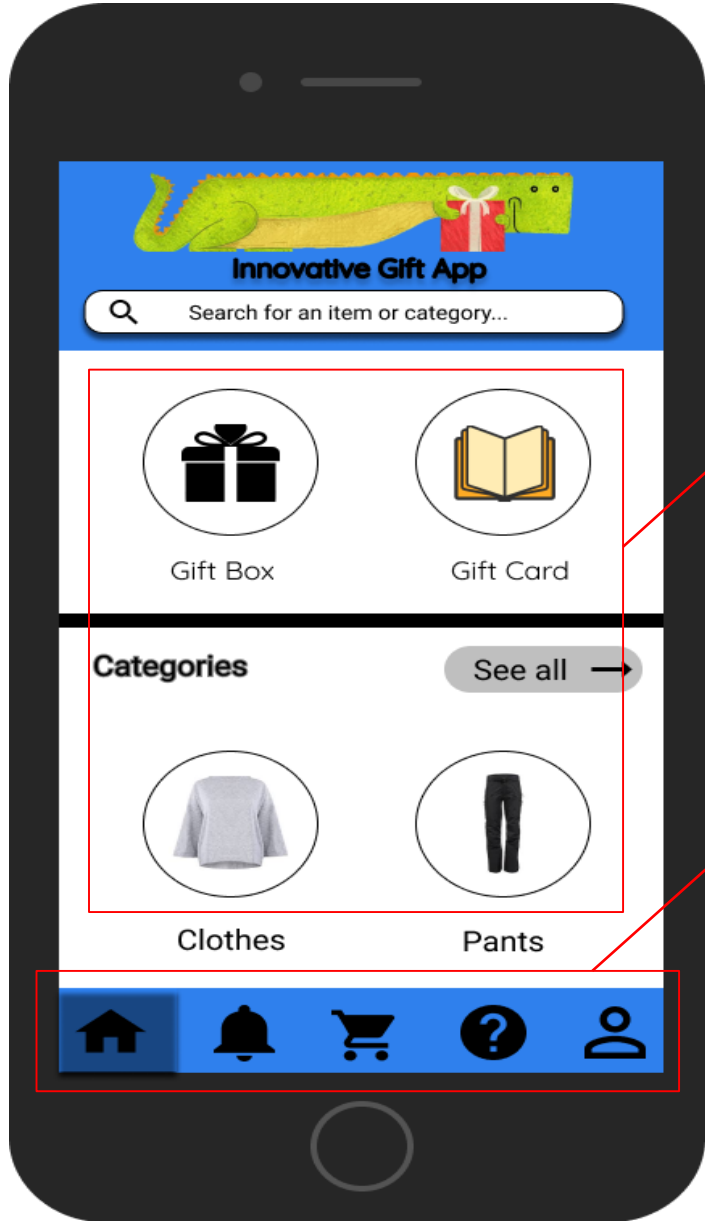 Innovative Gift App
Search for an item or category...
Gift Box
Gift Card
Categories
See all
Clothes
Pants